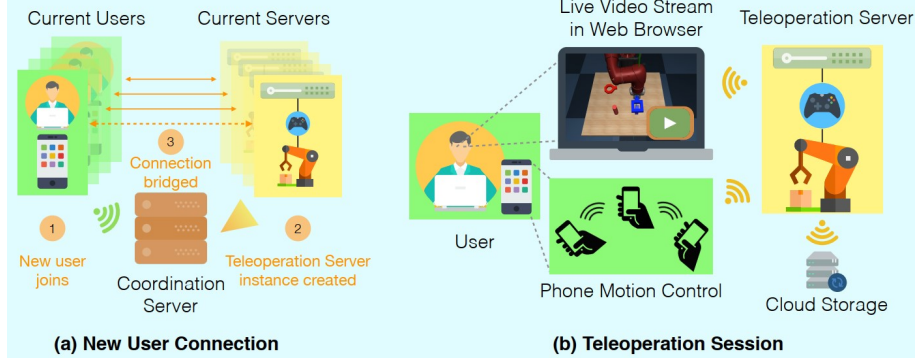 Current Users
Current Servers
3
Connection
bridged
1
New user
joins
Coordination
Server
2
Teleoperation Server
instance created
(a) New User Connection
Live Video Stream
in Web Browser
Teleoperation Server
User
Phone Motion Control
Cloud Storage
(b) Teleoperation Session